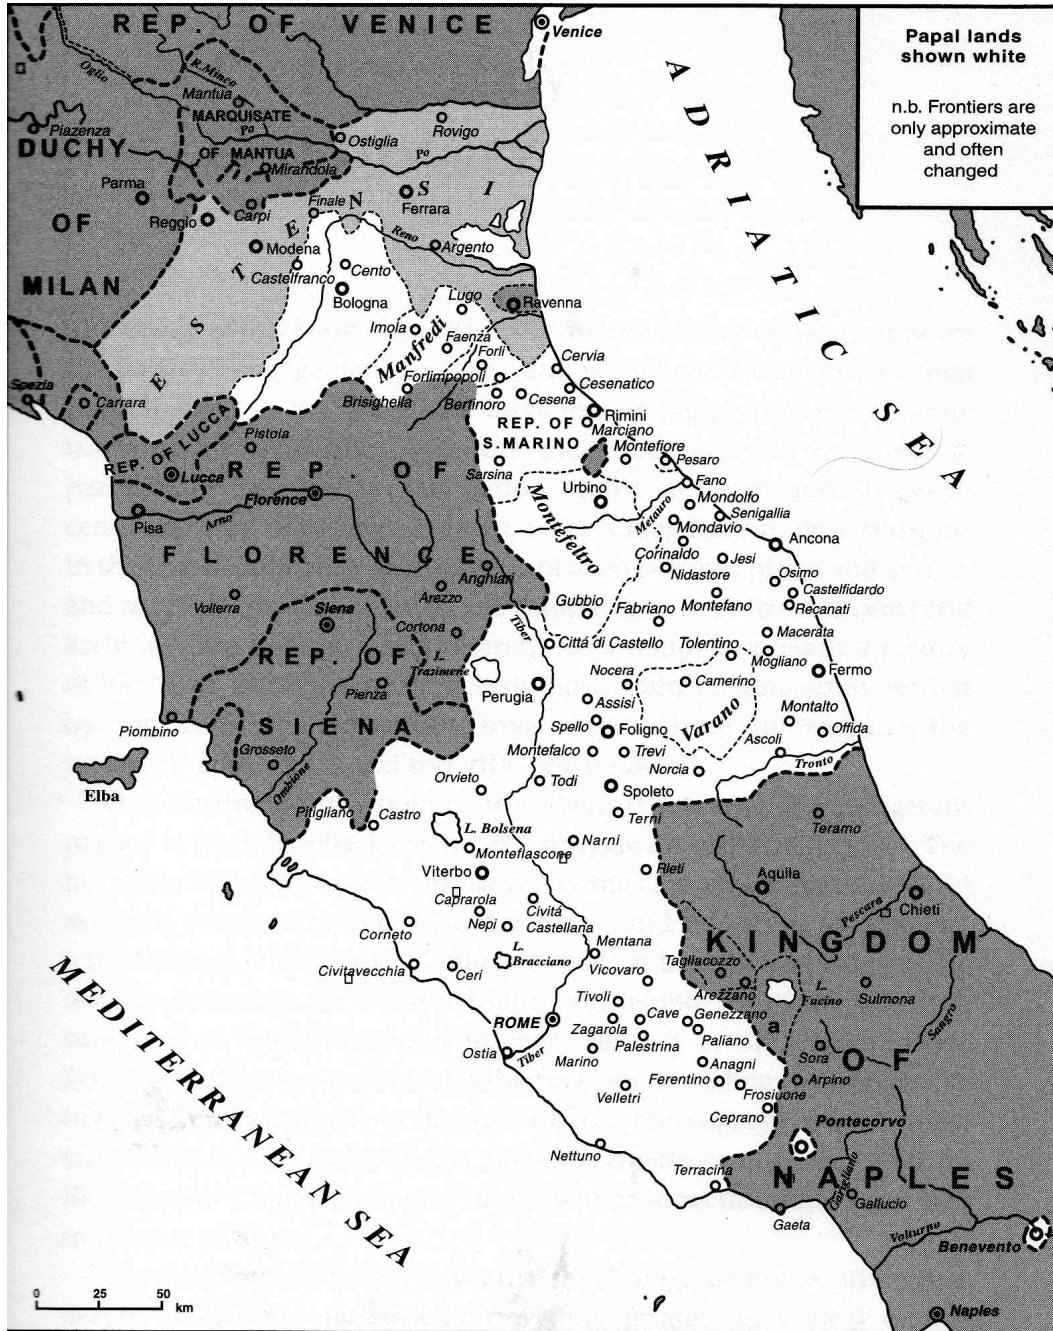 REP. OF VENICE
Venice
Papal lands
shown white
n.b. Frontiers are
only approximate
and often
changed
ADRIATIC SEA
Oglio
R.Minco
Mantua
MARQUISATE
Po
OF MANTUA
Ostiglia
Rovigo
Po
Piazenza
DUCHY
OF
MILAN
Mirandola
Parma
Reggio
Carpi
Finale
Ferrara
ESTENSI
Modena
Castelfranco
Cento
Reno
Argento
Bologna
Lugo
Ravenna
Imola
Manfredi
Faenza
Forli
Cervia
Forlimpopoli
Cesenatico
Brisighella
Bertinoro
Cesena
Spezia
Carrara
Rimini
REP. OF
S.MARINO
Marciano
REP. OF LUCCA
Pistoia
Montefiore
Lucca
REP. OF
Sarsina
Pesaro
Florence
Urbino
Fano
Montefeltro
Metauro
Mondolfo
Pisa
Arno
Senigallia
Mondavio
Ancona
FLORENCE
Corinaldo
Jesi
Anghiari
Nidastore
Osimo
Castelfidardo
Volterra
Arezzo
Gubbio
Fabriano
Montefano
Recanati
Siena
Cortona
Tiber
Cittá di Castello
Tolentino
Macerata
REP. OF
L.
Trazimene
Mogliano
Nocera
Camerino
Fermo
Pienza
Perugia
Assisi
Varano
Montalto
Piombino
SIENA
Spello
Foligno
Offida
Grosseto
Montefalco
Trevi
Ascoli
Tronto
Elba
Ombione
Orvieto
Todi
Norcia
Spoleto
Pitigliano
Castro
Terni
Teramo
L. Bolsena
Narni
Montefiascone
Rieti
Viterbo
Aquila
Caprarola
Pescara
Chieti
Nepi
Civitá
Castellana
Corneto
KINGDOM
L.
Bracciano
Mentana
Civitavecchia
Ceri
Vicovaro
Tagliacozzo
Arezzano
L.
Fucino
Sulmona
Tivoli
Sangro
ROME
Zagarola
Cave
Genezzano
a
Palestrina
Paliano
Ostia
Tiber
Marino
Anagni
Sora
OF
Ferentino
Arpino
Velletri
Frosiuone
Ceprano
Pontecorvo
Nettuno
Terracina
NAPLES
Garigliano
Gallucio
Gaeta
Volturno
Benevento
MEDITERRANEAN SEA
0 25 50
km
Naples